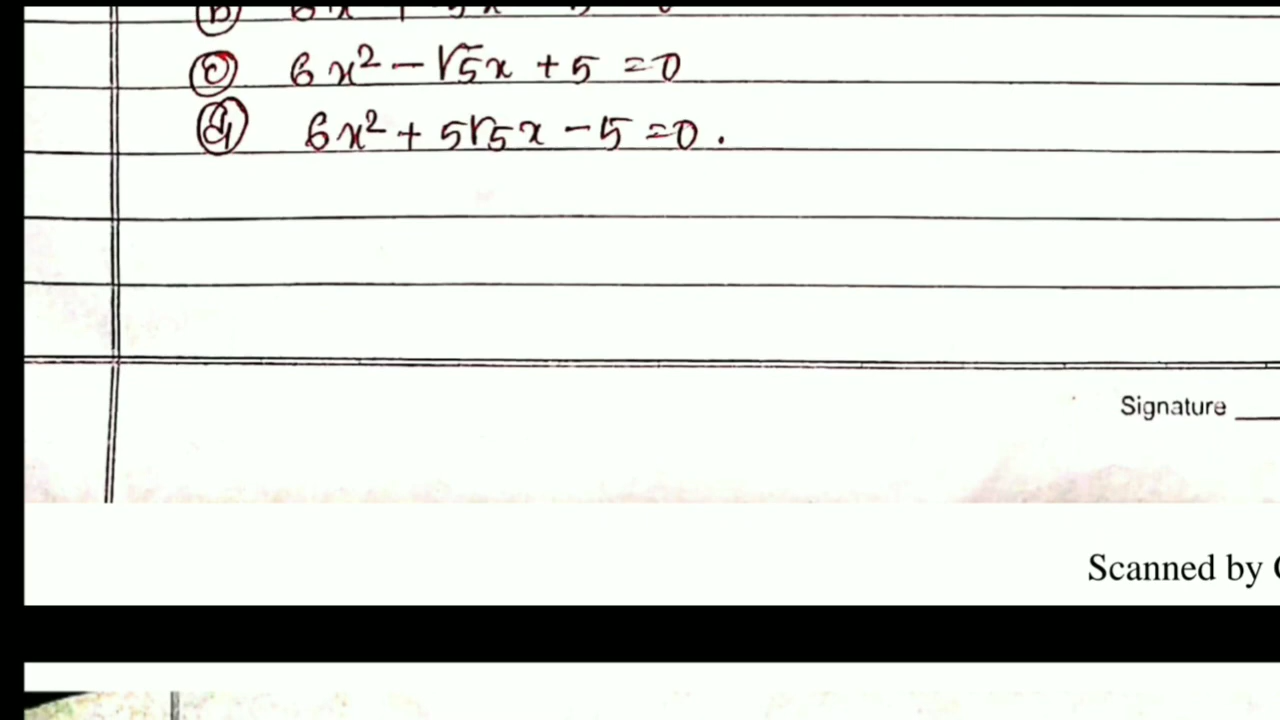 ⓒ 6x² - √5x + 5 = 0
ⓓ 6x² + 5√5x - 5 = 0.
Signature
Scanned by